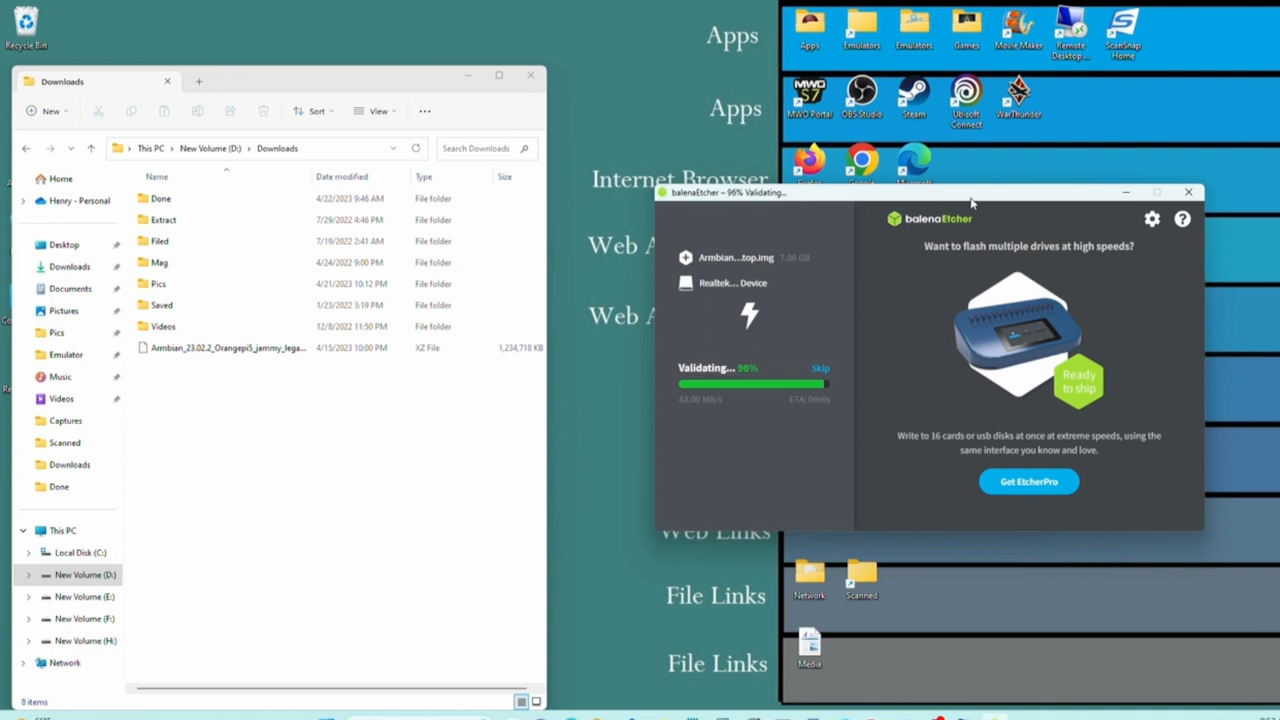 Recycle Bin
Downloads
New
Sort
View
This PC
New Volume (D:)
Downloads
Search Downloads
Name
Date modified
Type
Size
Home
Henry - Personal
Desktop
Downloads
Documents
Pictures
Pics
Emulator
Music
Videos
Captures
Scanned
Downloads
Done
This PC
Local Disk (C:)
New Volume (D:)
New Volume (E:)
New Volume (F:)
New Volume (H:)
Network
Done 4/22/2023 9:46 AM File folder
Extract 7/29/2022 4:46 PM File folder
Filed 7/19/2022 2:41 AM File folder
Mag 4/24/2022 9:00 PM File folder
Pics 4/21/2023 10:12 PM File folder
Saved 1/23/2022 3:19 PM File folder
Videos 12/8/2022 11:50 PM File folder
Armbian_23.02.2_Orangepi5_jammy_lega... 4/15/2023 10:00 PM XZ File 1,234,718 KB
8 items
Apps
Apps
Internet Browser
Web A
Web A
Web Links
File Links
File Links
Apps
Emulators
Emulators
Games
Movie Maker
Remote
Desktop ...
ScanSnap
Home
MWO
S7
MWO Portal
OBS Studio
Steam
Ubisoft
Connect
WarThunder
balenaEtcher – 96% Validating...
balenaEtcher
Armbian...top.img 7.06 GB
Realtek... Device
Validating... 96%
Skip
43.00 MB/s
ETA: 0m6s
Want to flash multiple drives at high speeds?
Ready
to ship
Write to 16 cards or usb disks at once at extreme speeds, using the
same interface you know and love.
Get EtcherPro
Network
Scanned
Media